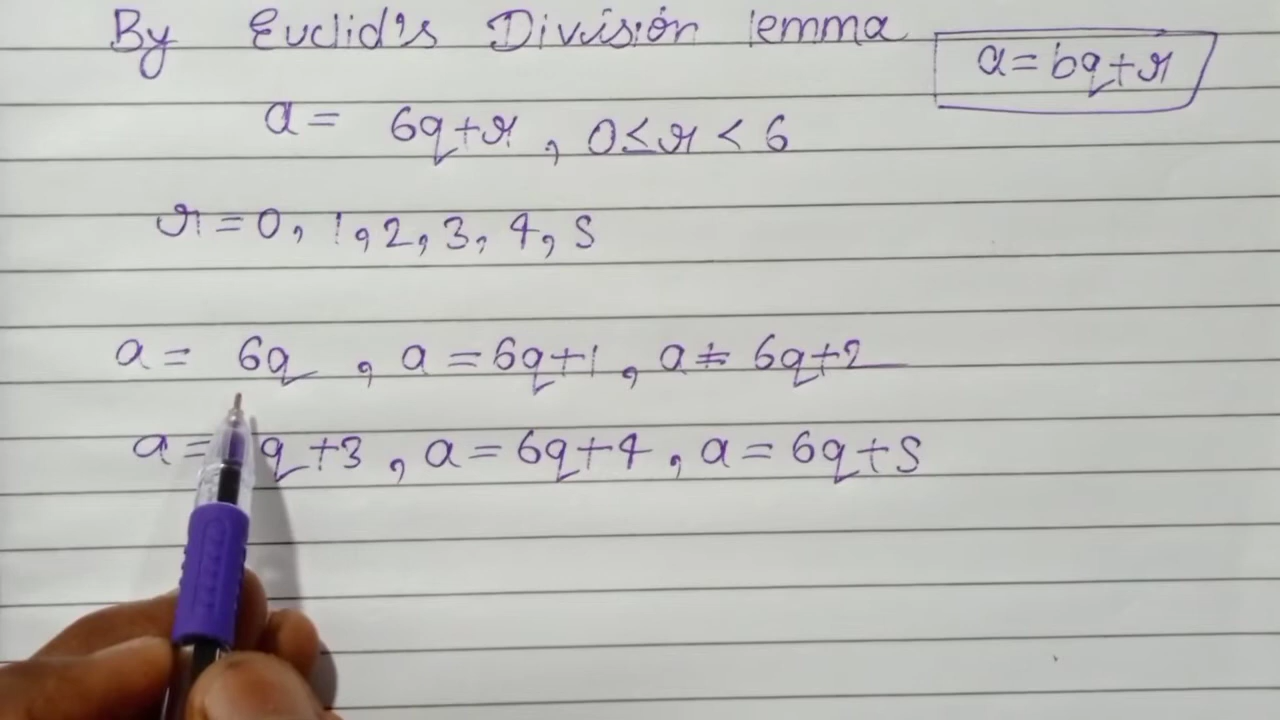 By Euclid's Division lemma
a = bq + r
a = 6q + r , 0 ≤ r < 6
r = 0, 1, 2, 3, 4, 5
a = 6q , a = 6q + 1 , a = 6q + 2
a = q + 3 , a = 6q + 4 , a = 6q + 5